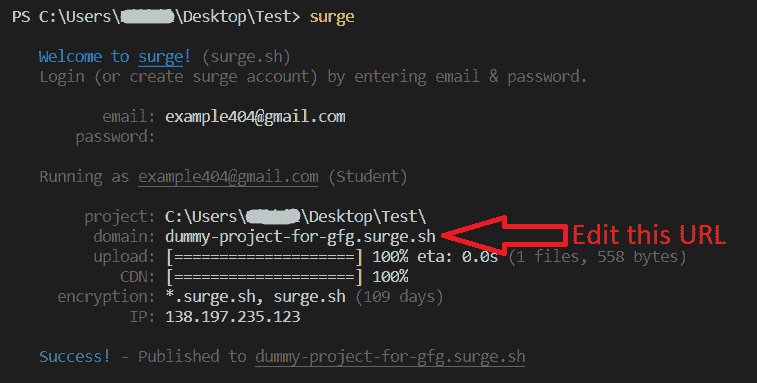 PS C:\Users\ \Desktop\Test> surge
Welcome to surge! (surge.sh)
Login (or create surge account) by entering email & password.
email: example404@gmail.com
password:
Running as example404@gmail.com (Student)
project: C:\Users\ \Desktop\Test\
domain: dummy-project-for-gfg.surge.sh Edit this URL
upload: [====================] 100% eta: 0.0s (1 files, 558 bytes)
CDN: [====================] 100%
encryption: *.surge.sh, surge.sh (109 days)
IP: 138.197.235.123
Success! - Published to dummy-project-for-gfg.surge.sh